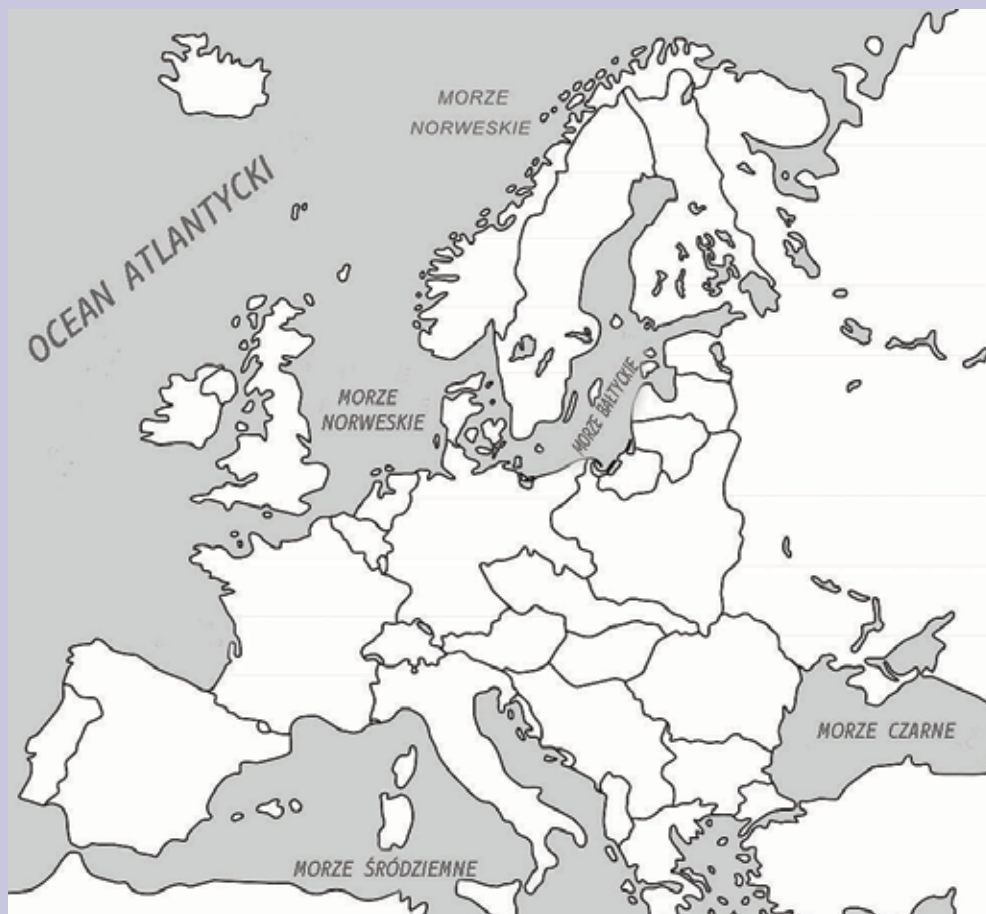 MORZE
NORWESKIE
OCEAN ATLANTYCKI
MORZE
NORWESKIE
MORZE BAŁTYCKIE
MORZE CZARNE
MORZE ŚRÓDZIEMNE